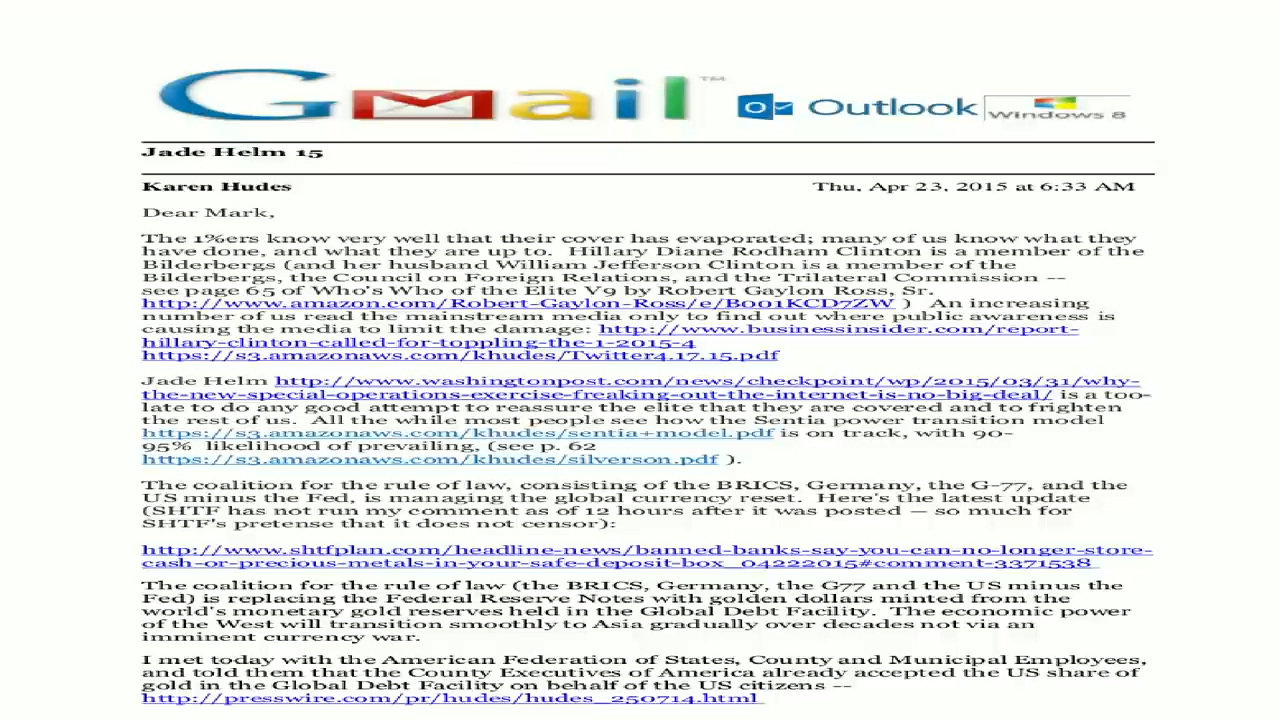 Gmail™ Outlook Windows 8
Jade Helm 15
Karen Hudes Thu, Apr 23, 2015 at 6:33 AM
Dear Mark,
The 1%ers know very well that their cover has evaporated; many of us know what they
have done, and what they are up to. Hillary Diane Rodham Clinton is a member of the
Bilderbergs (and her husband William Jefferson Clinton is a member of the
Bilderbergs, the Council on Foreign Relations, and the Trilateral Commission --
see page 65 of Who's Who of the Elite V9 by Robert Gaylon Ross, Sr.
http://www.amazon.com/Robert-Gaylon-Ross/e/B001KCD7ZW ) An increasing
number of us read the mainstream media only to find out where public awareness is
causing the media to limit the damage: http://www.businessinsider.com/report-
hillary-clinton-called-for-toppling-the-1-2015-4
https://s3.amazonaws.com/khudes/Twitter4.17.15.pdf
Jade Helm http://www.washingtonpost.com/news/checkpoint/wp/2015/03/31/why-
the-new-special-operations-exercise-freaking-out-the-internet-is-no-big-deal/ is a too-
late to do any good attempt to reassure the elite that they are covered and to frighten
the rest of us. All the while most people see how the Sentia power transition model
https://s3.amazonaws.com/khudes/sentia+model.pdf is on track, with 90-
95% likelihood of prevailing, (see p. 62
https://s3.amazonaws.com/khudes/silverson.pdf ).
The coalition for the rule of law, consisting of the BRICS, Germany, the G-77, and the
US minus the Fed, is managing the global currency reset. Here's the latest update
(SHTF has not run my comment as of 12 hours after it was posted — so much for
SHTF's pretense that it does not censor):
http://www.shtfplan.com/headline-news/banned-banks-say-you-can-no-longer-store-
cash-or-precious-metals-in-your-safe-deposit-box_04222015#comment-3371538
The coalition for the rule of law (the BRICS, Germany, the G77 and the US minus the
Fed) is replacing the Federal Reserve Notes with golden dollars minted from the
world's monetary gold reserves held in the Global Debt Facility. The economic power
of the West will transition smoothly to Asia gradually over decades not via an
imminent currency war.
I met today with the American Federation of States, County and Municipal Employees,
and told them that the County Executives of America already accepted the US share of
gold in the Global Debt Facility on behalf of the US citizens --
http://presswire.com/pr/hudes/hudes_250714.html